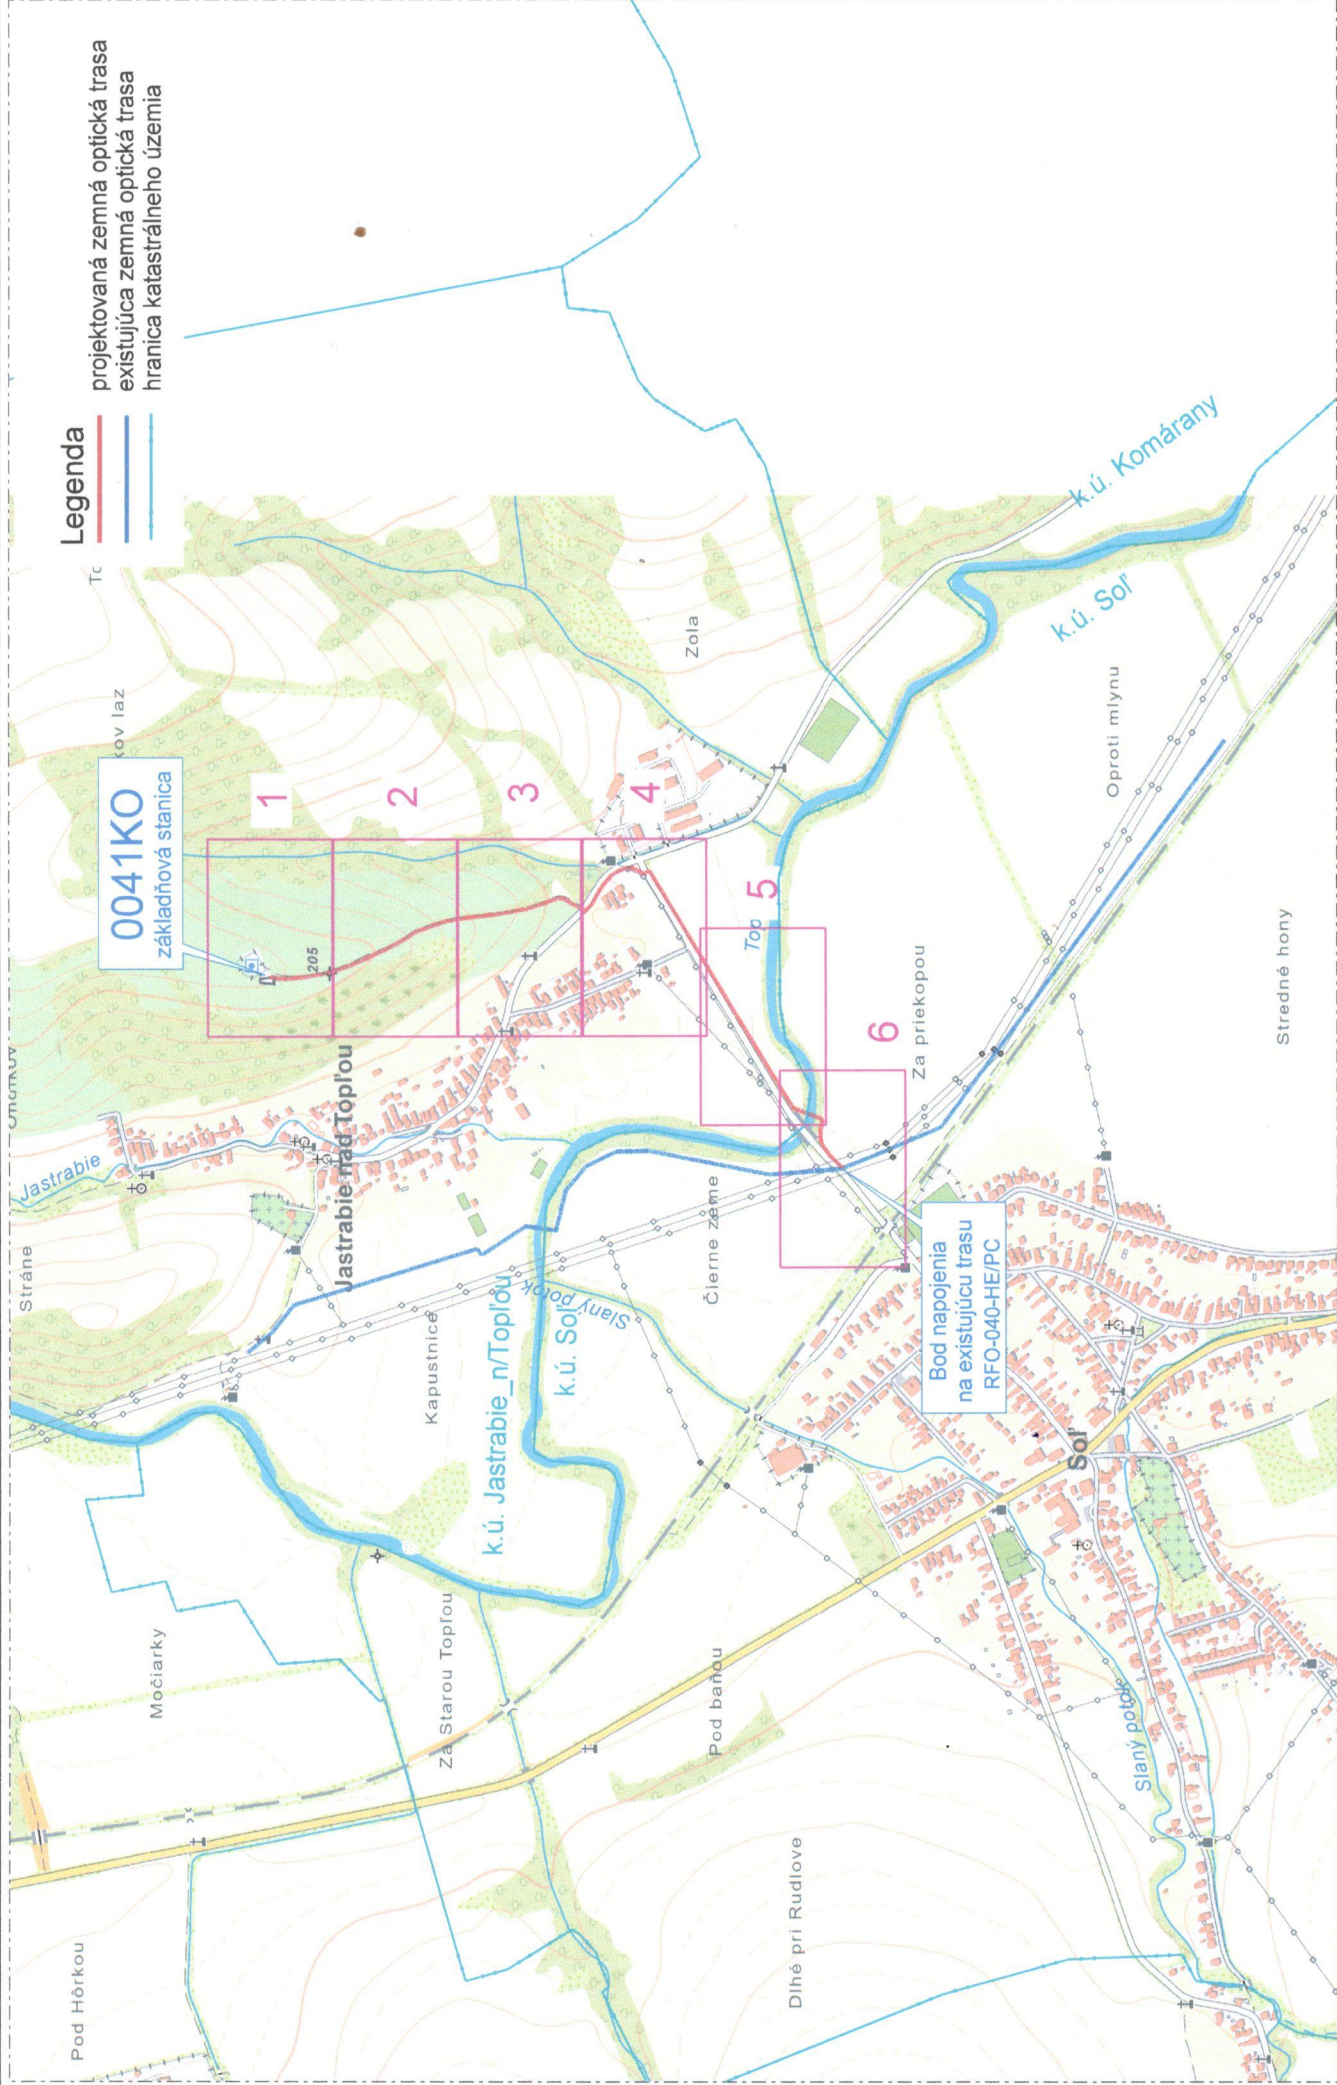 Legenda
projektovaná zemná optická trasa
existujúca zemná optická trasa
hranica katastrálneho územia
0041KO
základňová stanica
kov laz
1
2
3
4
5
6
205
Zola
Jastrabie
Jastrabie nad Topľou
Stráne
Kapustnice
k.ú. Jastrabie_n/Topľou
k.ú. Soľ
Slaný potok
Čierne zeme
Top
Za priekopou
k.ú. Komárany
k.ú. Soľ
Oproti mlynu
Stredné hony
Bod napojenia
na existujúcu trasu
RFO-040-HE/PC
Soľ
Močiarky
Za Starou Topľou
Pod baňou
Slaný potok
Pod Hôrkou
Dlhé pri Rudlove